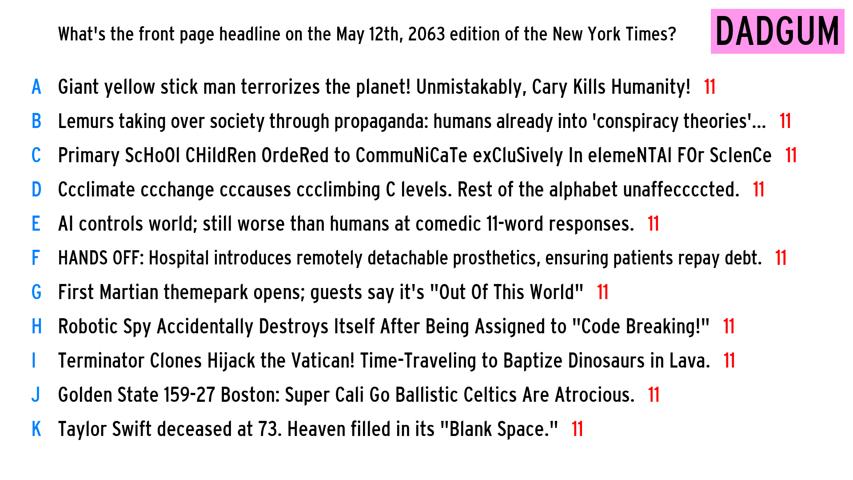 What's the front page headline on the May 12th, 2063 edition of the New York Times?
DADGUM
A Giant yellow stick man terrorizes the planet! Unmistakably, Cary Kills Humanity! 11
B Lemurs taking over society through propaganda: humans already into 'conspiracy theories'... 11
C Primary ScHoOl CHildRen OrdeRed to CommuNiCaTe exCluSively In elemeNTAl FOr ScIenCe 11
D Ccclimate ccchange cccauses ccclimbing C levels. Rest of the alphabet unaffecccccted. 11
E AI controls world; still worse than humans at comedic 11-word responses. 11
F HANDS OFF: Hospital introduces remotely detachable prosthetics, ensuring patients repay debt. 11
G First Martian themepark opens; guests say it's "Out Of This World" 11
H Robotic Spy Accidentally Destroys Itself After Being Assigned to "Code Breaking!" 11
I Terminator Clones Hijack the Vatican! Time-Traveling to Baptize Dinosaurs in Lava. 11
J Golden State 159-27 Boston: Super Cali Go Ballistic Celtics Are Atrocious. 11
K Taylor Swift deceased at 73. Heaven filled in its "Blank Space." 11